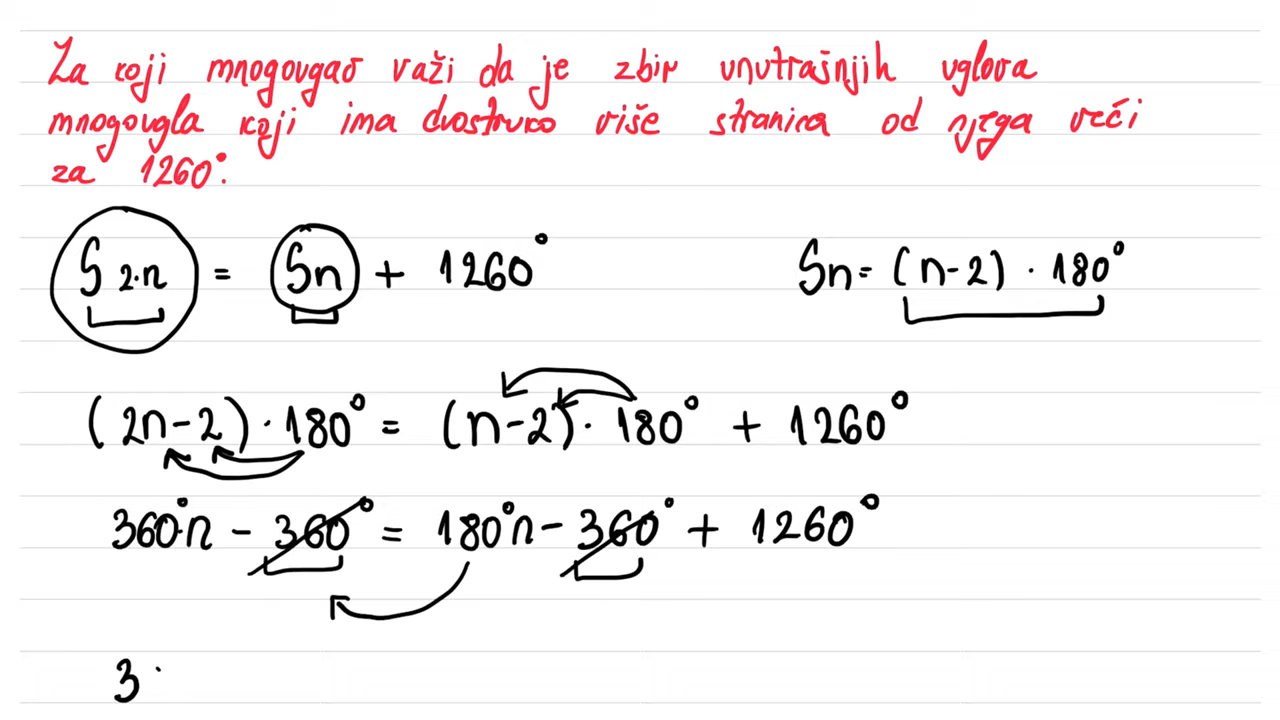 Za koji mnogougao važi da je zbir unutrašnjih uglova
mnogougla koji ima dvostruko više stranica od njega veći
za 1260°.
S 2·n = Sn + 1260°
Sn = (n-2) · 180°
(2n-2) · 180° = (n-2) · 180° + 1260°
360°·n - 360° = 180°n - 360° + 1260°
3